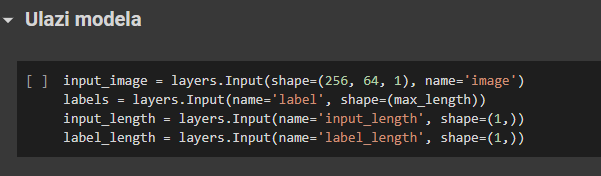 Ulazi modela
[ ] input_image = layers.Input(shape=(256, 64, 1), name='image')
labels = layers.Input(name='label', shape=(max_length))
input_length = layers.Input(name='input_length', shape=(1,))
label_length = layers.Input(name='label_length', shape=(1,))